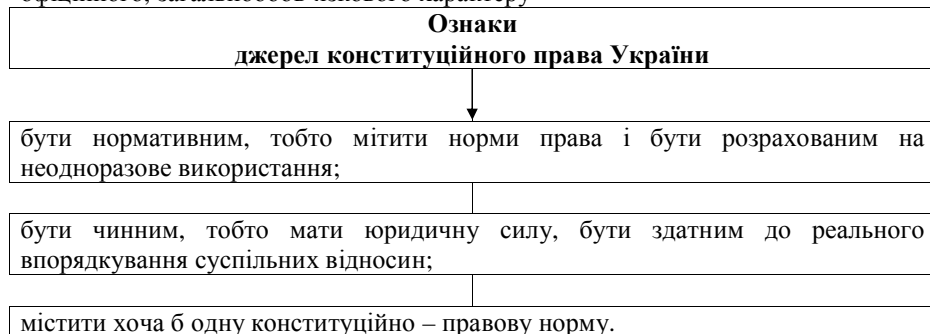 Ознаки
джерел конституційного права України
бути нормативним, тобто мітити норми права і бути розрахованим на
неодноразове використання;
бути чинним, тобто мати юридичну силу, бути здатним до реального
впорядкування суспільних відносин;
містити хоча б одну конституційно – правову норму.